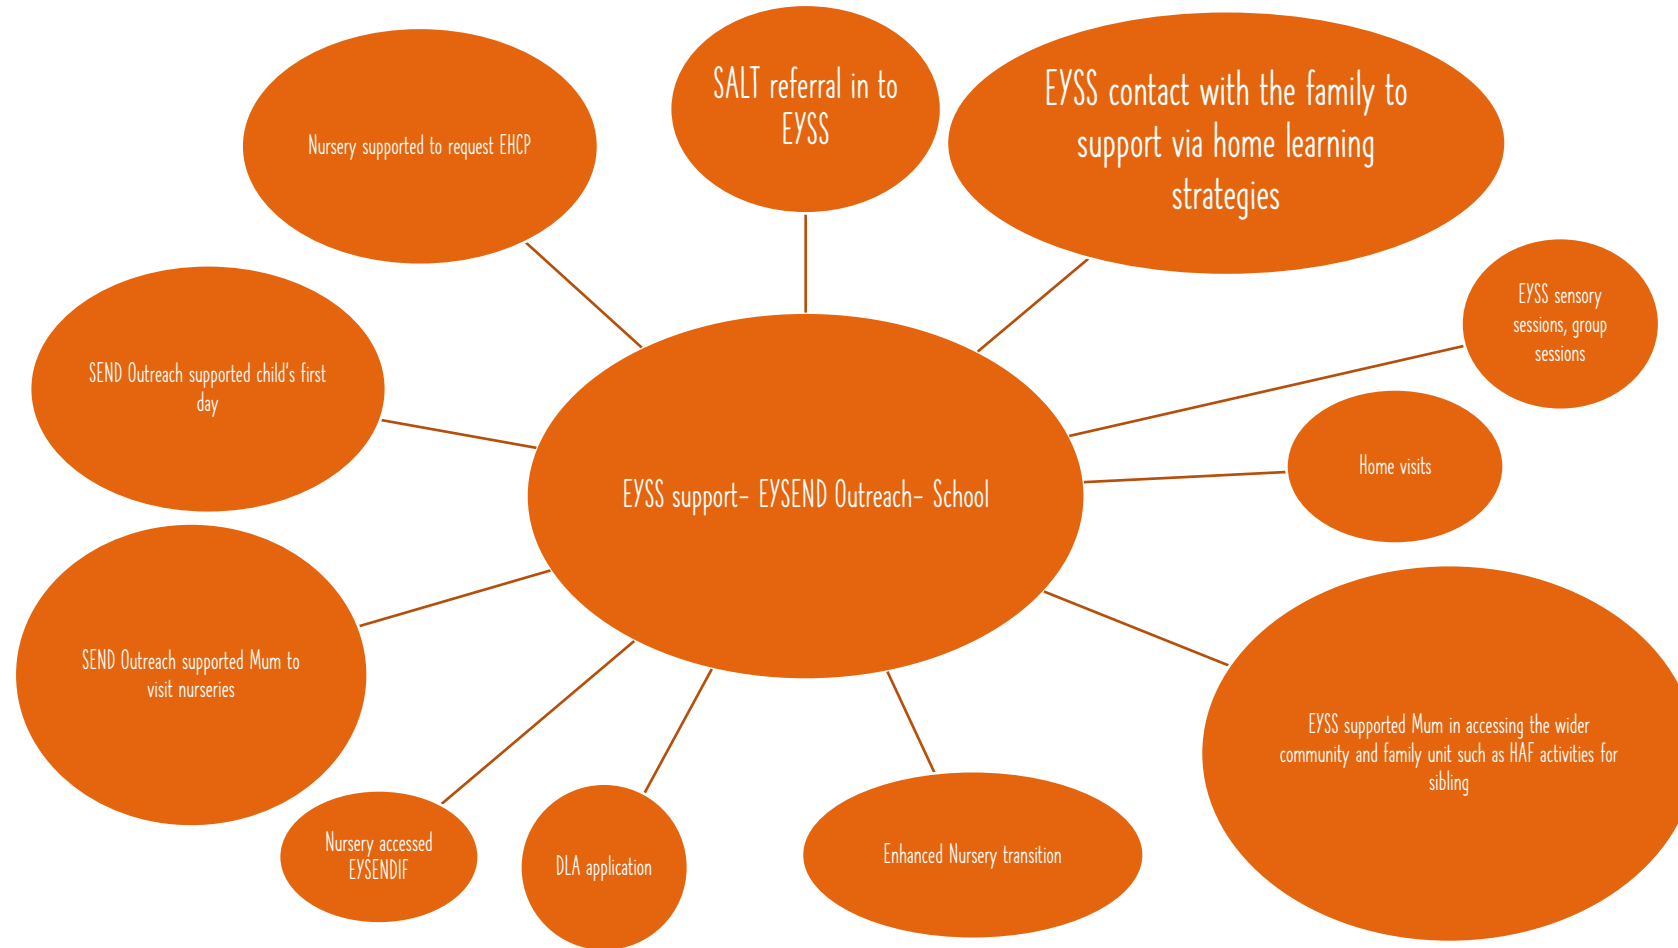 SALT referral in to
EYSS
EYSS contact with the family to
support via home learning
strategies
EYSS sensory
sessions, group
sessions
Home visits
EYSS supported Mum in accessing the wider
community and family unit such as HAF activities for
sibling
Enhanced Nursery transition
DLA application
Nursery accessed
EYSENDIF
SEND Outreach supported Mum to
visit nurseries
SEND Outreach supported child's first
day
Nursery supported to request EHCP
EYSS support- EYSEND Outreach- School